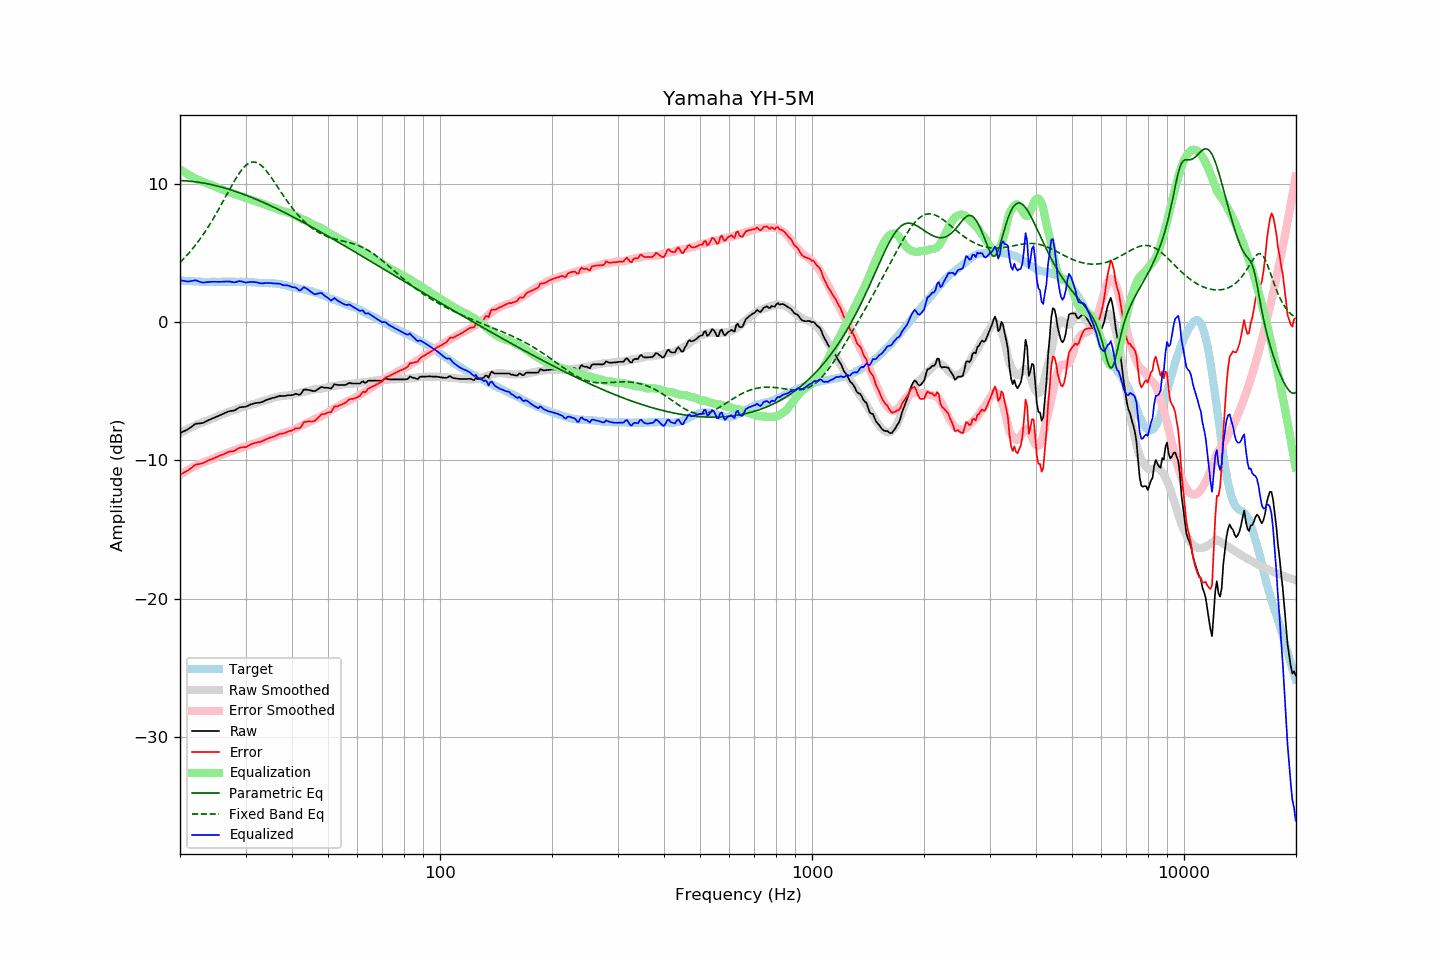 Yamaha YH-5M
10
0
−10
−20
−30
Amplitude (dBr)
100
1000
10000
Frequency (Hz)
Target
Raw Smoothed
Error Smoothed
Raw
Error
Equalization
Parametric Eq
Fixed Band Eq
Equalized